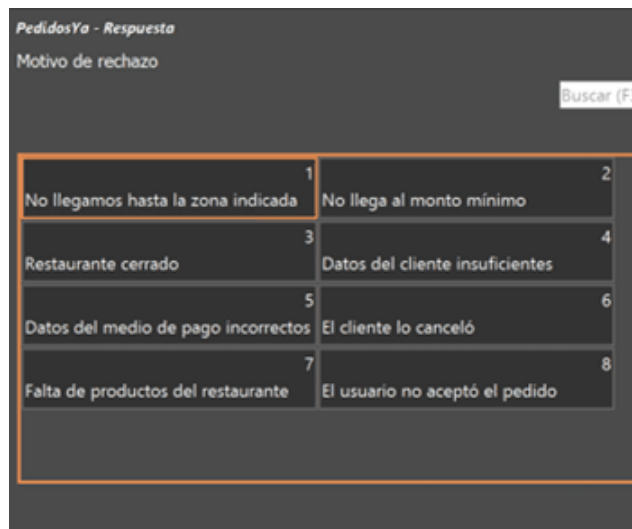 PedidosYa - Respuesta
Motivo de rechazo
Buscar (F
1
No llegamos hasta la zona indicada
2
No llega al monto mínimo
3
Restaurante cerrado
4
Datos del cliente insuficientes
5
Datos del medio de pago incorrectos
6
El cliente lo canceló
7
Falta de productos del restaurante
8
El usuario no aceptó el pedido